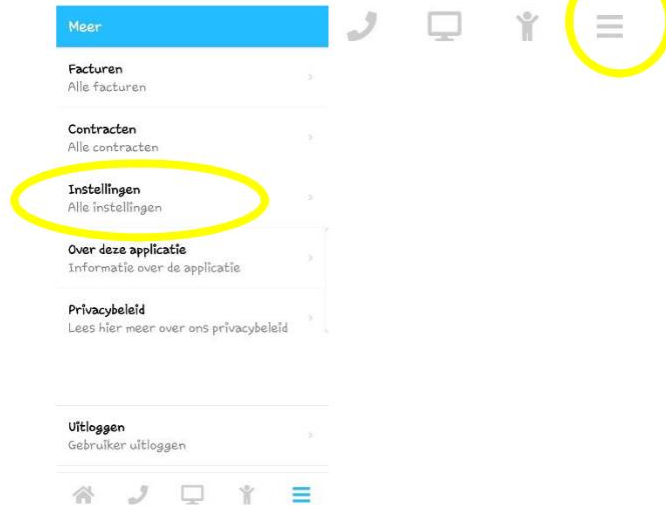 Meer
Facturen
Alle facturen
Contracten
Alle contracten
Instellingen
Alle instellingen
Over deze applicatie
Informatie over de applicatie
Privacybeleid
Lees hier meer over ons privacybeleid
Uitloggen
Gebruiker uitloggen